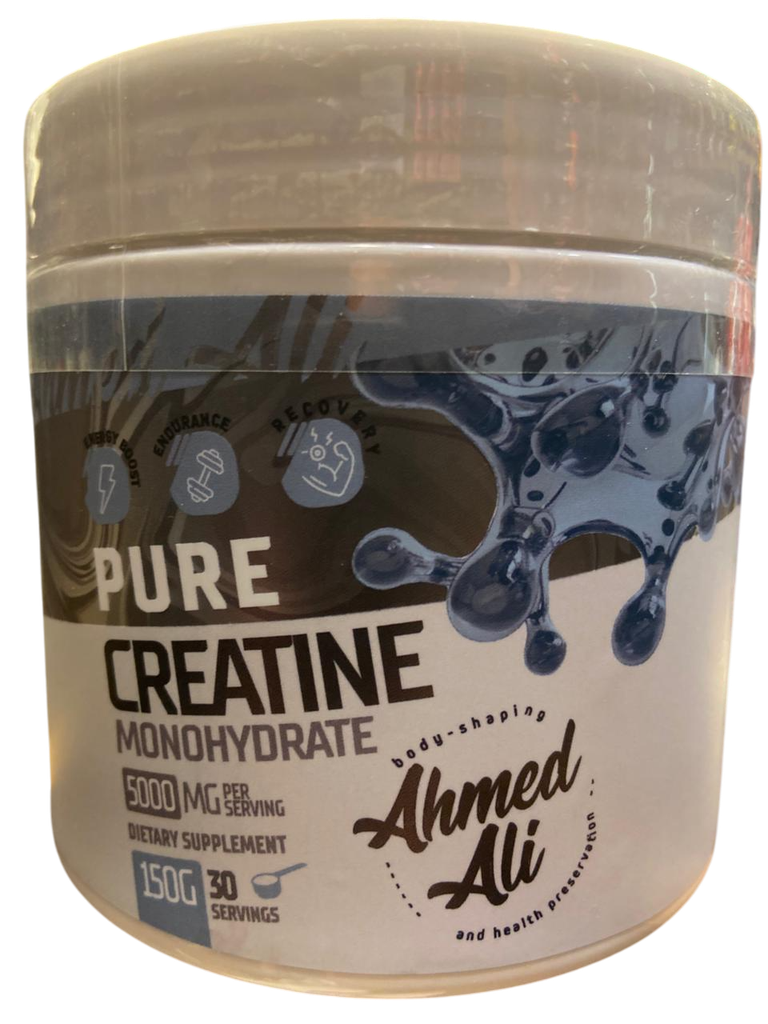 ENERGY BOOST
ENDURANCE
RECOVERY
PURE
CREATINE
MONOHYDRATE
5000 MG PER SERVING
DIETARY SUPPLEMENT
150G 30 SERVINGS
body-shaping
Ahmed
Ali
and health preservation